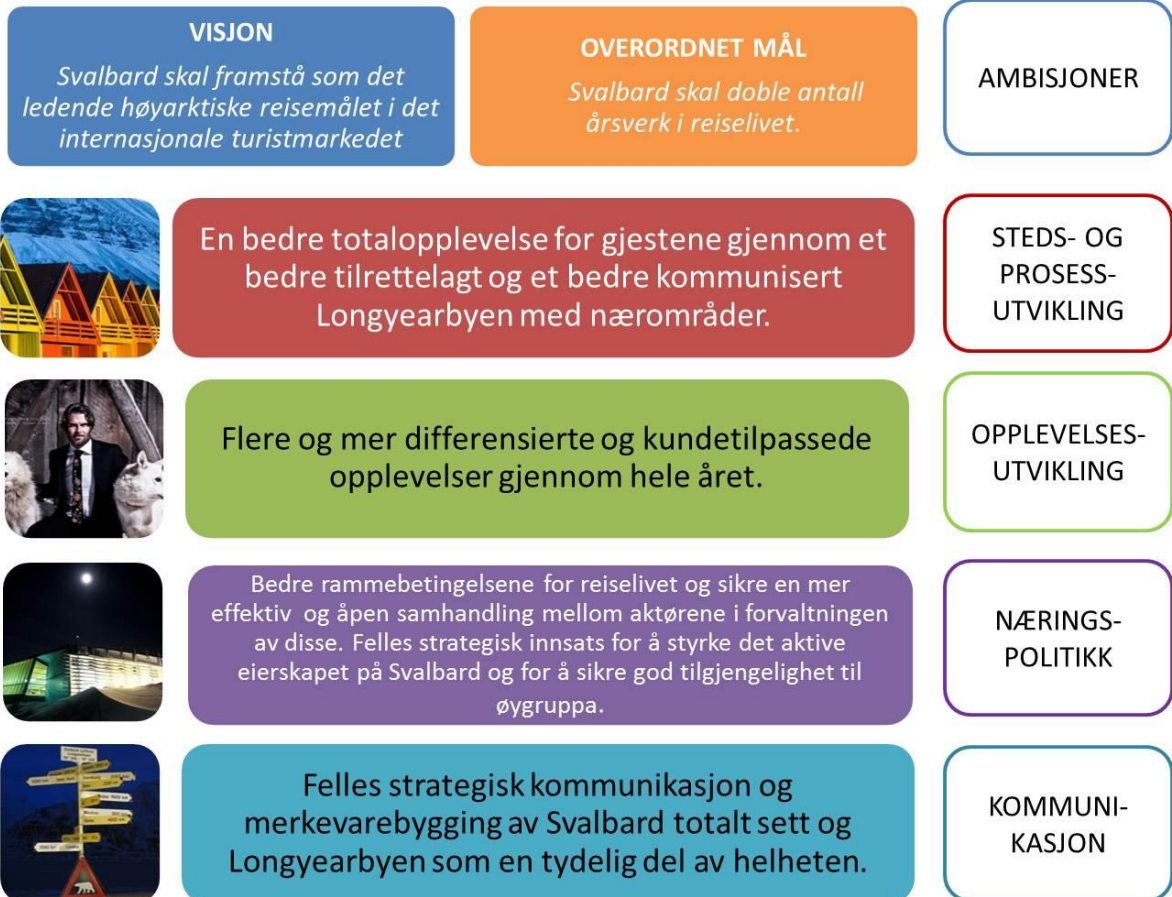 VISJON
Svalbard skal framstå som det
ledende høyarktiske reisemålet i det
internasjonale turistmarkedet
OVERORDNET MÅL
Svalbard skal doble antall
årsverk i reiselivet.
AMBISJONER
En bedre totalopplevelse for gjestene gjennom et
bedre tilrettelagt og et bedre kommunisert
Longyearbyen med nærområder.
STEDS- OG
PROSESS-
UTVIKLING
Flere og mer differensierte og kundetilpassede
opplevelser gjennom hele året.
OPPLEVELSES-
UTVIKLING
Bedre rammebetingelsene for reiselivet og sikre en mer
effektiv og åpen samhandling mellom aktørene i forvaltningen
av disse. Felles strategisk innsats for å styrke det aktive
eierskapet på Svalbard og for å sikre god tilgjengelighet til
øygruppa.
NÆRINGS-
POLITIKK
Felles strategisk kommunikasjon og
merkevarebygging av Svalbard totalt sett og
Longyearbyen som en tydelig del av helheten.
KOMMUNI-
KASJON